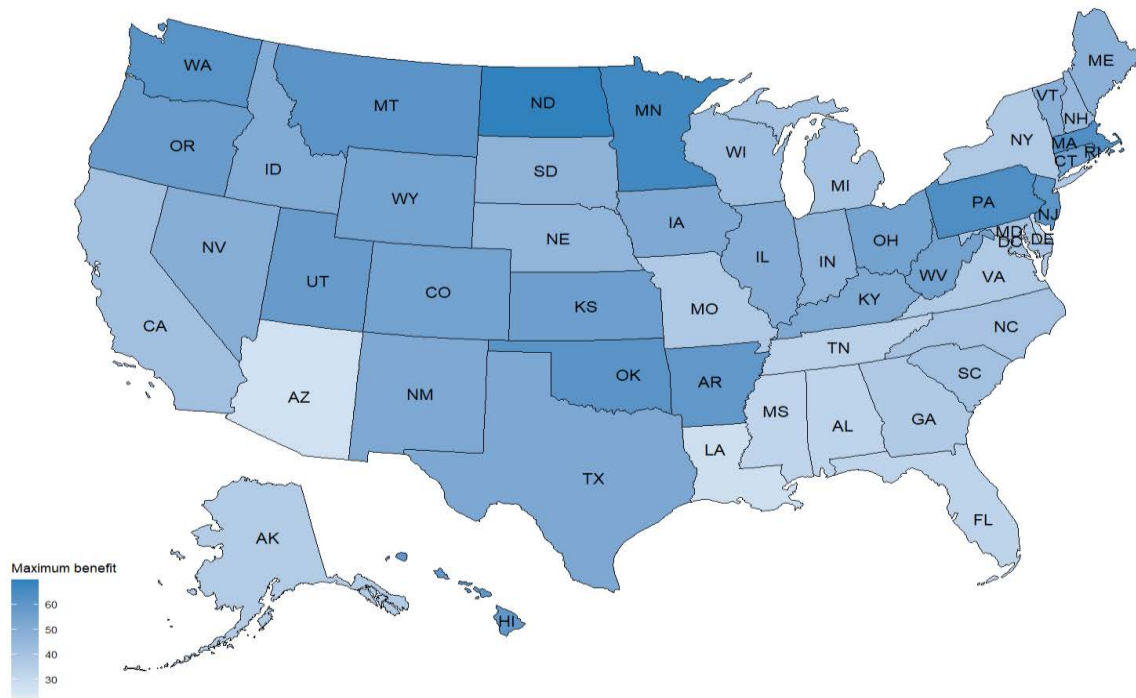 WA
MT
ND
MN
ME
VT
NH
NY
MA
RI
CT
OR
ID
SD
WI
MI
WY
PA
NJ
IA
NE
OH
MD
DE
DC
NV
IL
IN
WV
VA
UT
CO
KS
KY
MO
CA
NC
TN
OK
AR
SC
AZ
NM
MS
AL
GA
LA
TX
FL
AK
HI
Maximum benefit
60
50
40
30